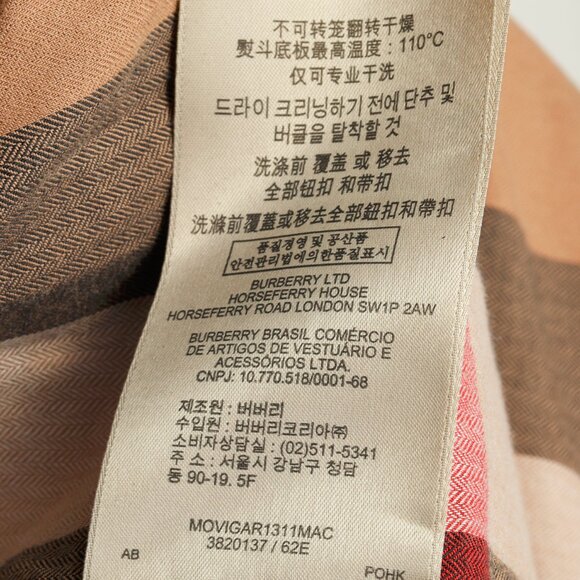 不可转笼翻转干燥
熨斗底板最高温度：110°C
仅可专业干洗
드라이 크리닝하기 전에 단추 및
버클을 탈착할 것
洗涤前 覆盖 或 移去
全部钮扣 和带扣
洗滌前覆蓋或移去全部鈕扣和帶扣
품질경영 및 공산품
안전관리법에의한품질표시
BURBERRY LTD
HORSEFERRY HOUSE
HORSEFERRY ROAD LONDON SW1P 2AW
BURBERRY BRASIL COMÉRCIO
DE ARTIGOS DE VESTUÁRIO E
ACESSÓRIOS LTDA.
CNPJ: 10.770.518/0001-68
제조원 : 버버리
수입원 : 버버리코리아㈜
소비자상담실 : (02)511-5341
주 소 : 서울시 강남구 청담
동 90-19. 5F
MOVIGAR1311MAC
3820137 / 62E
AB
POHK